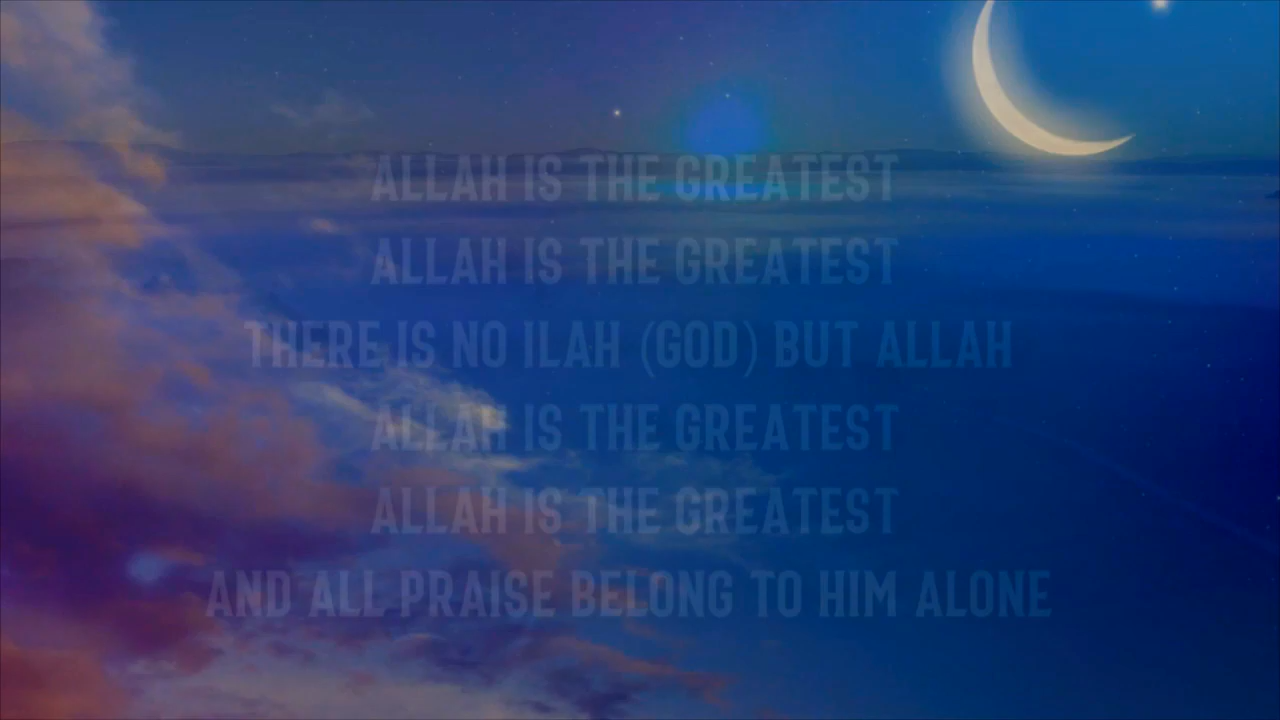 ALLAH IS THE GREATEST
ALLAH IS THE GREATEST
THERE IS NO ILAH (GOD) BUT ALLAH
ALLAH IS THE GREATEST
ALLAH IS THE GREATEST
AND ALL PRAISE BELONG TO HIM ALONE